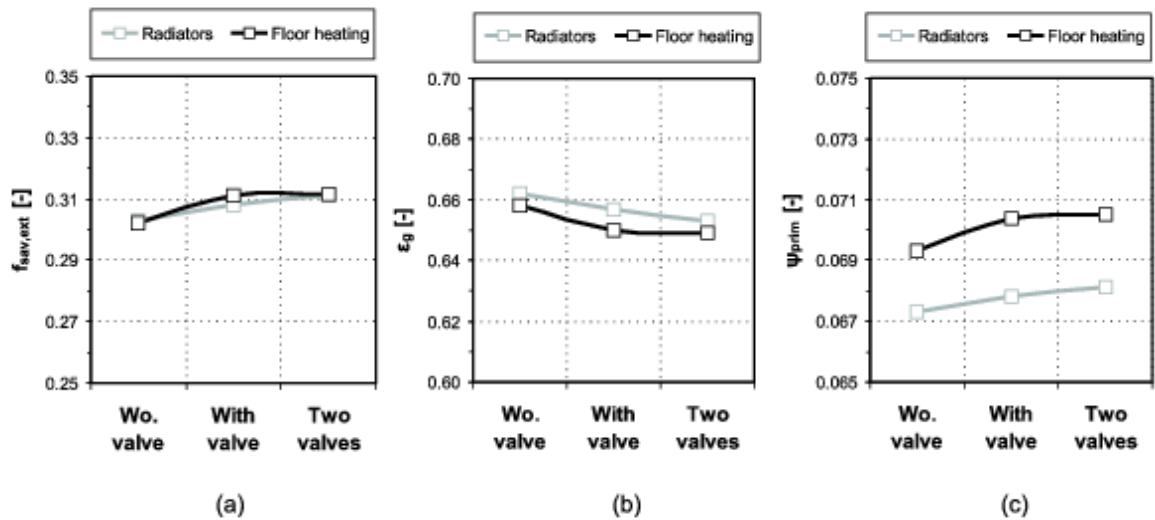 Radiators Floor heating
0.35
0.33
0.31
0.29
0.27
0.25
f_sav,ext [-]
Wo. valve
With valve
Two valves
(a)
Radiators Floor heating
0.70
0.68
0.66
0.64
0.62
0.60
ε_g [-]
Wo. valve
With valve
Two valves
(b)
Radiators Floor heating
0.075
0.073
0.071
0.069
0.067
0.065
ψ_prim [-]
Wo. valve
With valve
Two valves
(c)